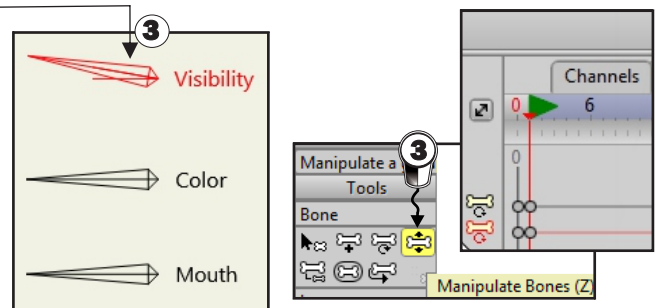 3
Visibility
Color
Mouth
3
Manipulate a
Tools
Bone
Manipulate Bones (Z)
Channels
0 6
0